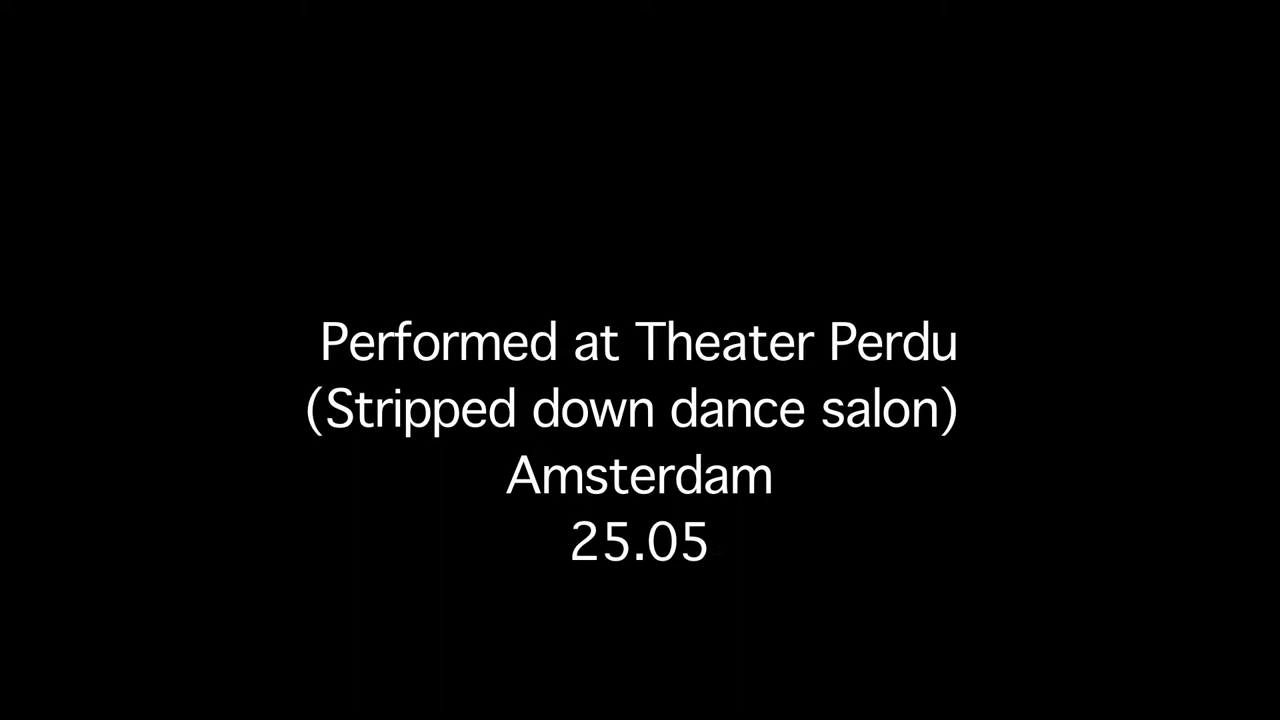 Performed at Theater Perdu
(Stripped down dance salon)
Amsterdam
25.05